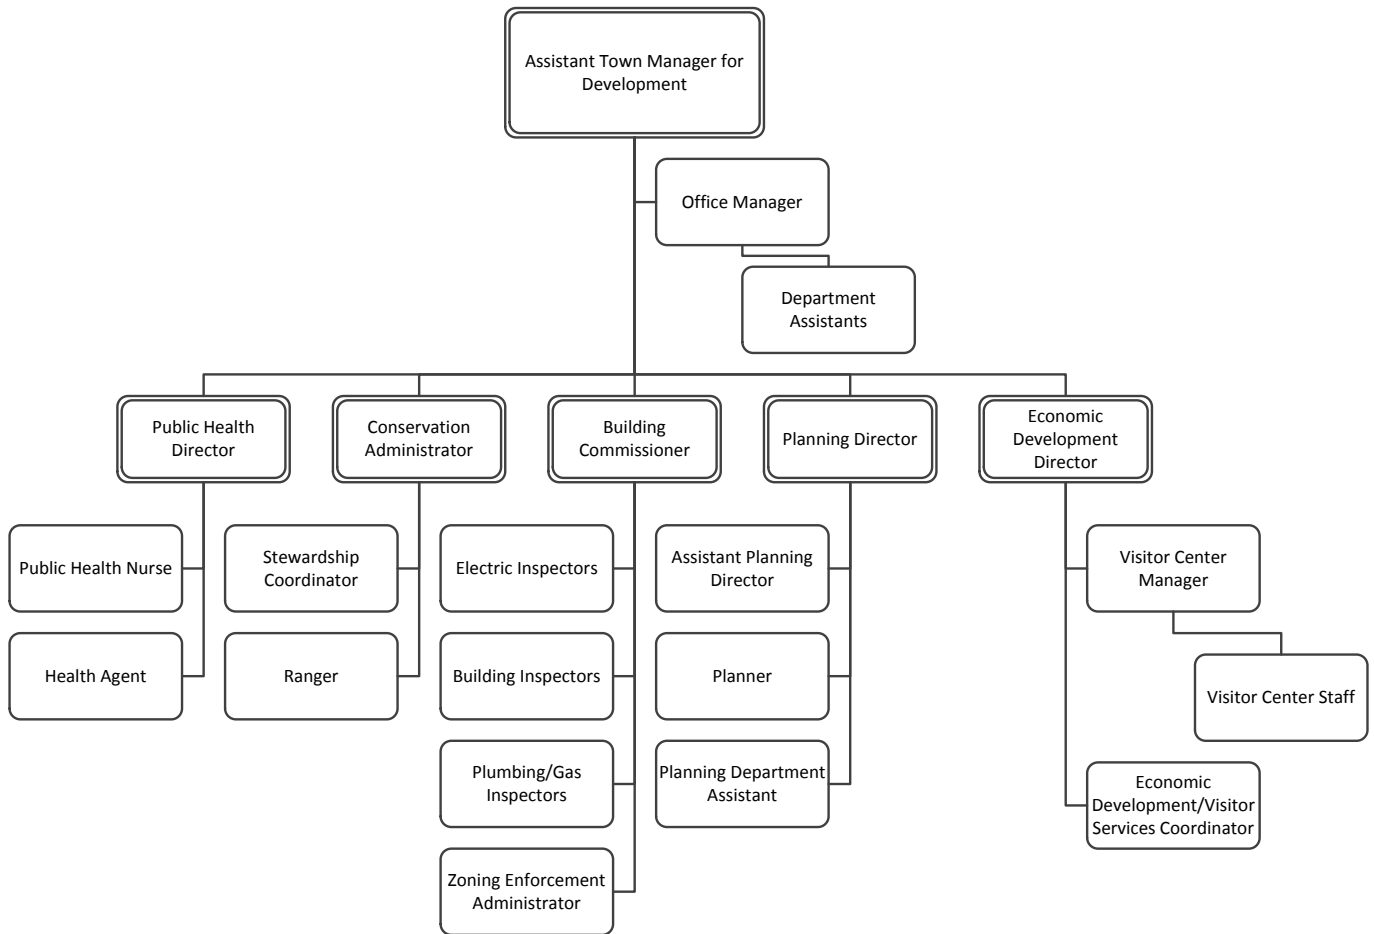 Assistant Town Manager for
Development
Office Manager
Department
Assistants
Public Health
Director
Conservation
Administrator
Building
Commissioner
Planning Director
Economic
Development
Director
Public Health Nurse
Stewardship
Coordinator
Electric Inspectors
Assistant Planning
Director
Visitor Center
Manager
Health Agent
Ranger
Building Inspectors
Planner
Visitor Center Staff
Plumbing/Gas
Inspectors
Planning Department
Assistant
Economic
Development/Visitor
Services Coordinator
Zoning Enforcement
Administrator